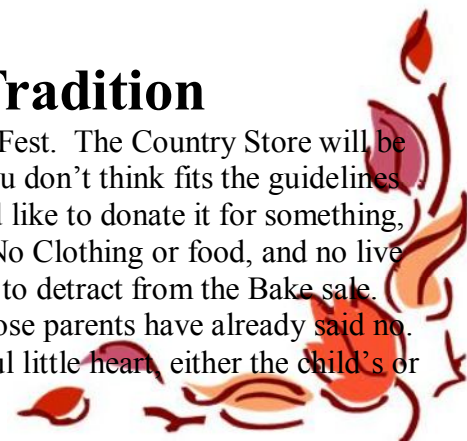 Tradition
Fest. The Country Store will be
u don't think fits the guidelines
like to donate it for something,
No Clothing or food, and no live
to detract from the Bake sale.
ose parents have already said no.
ul little heart, either the child's or